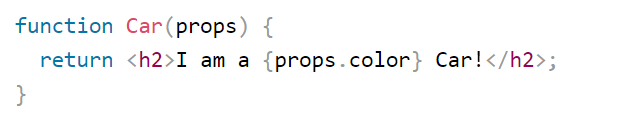 function Car(props) {
  return <h2>I am a {props.color} Car!</h2>;
}